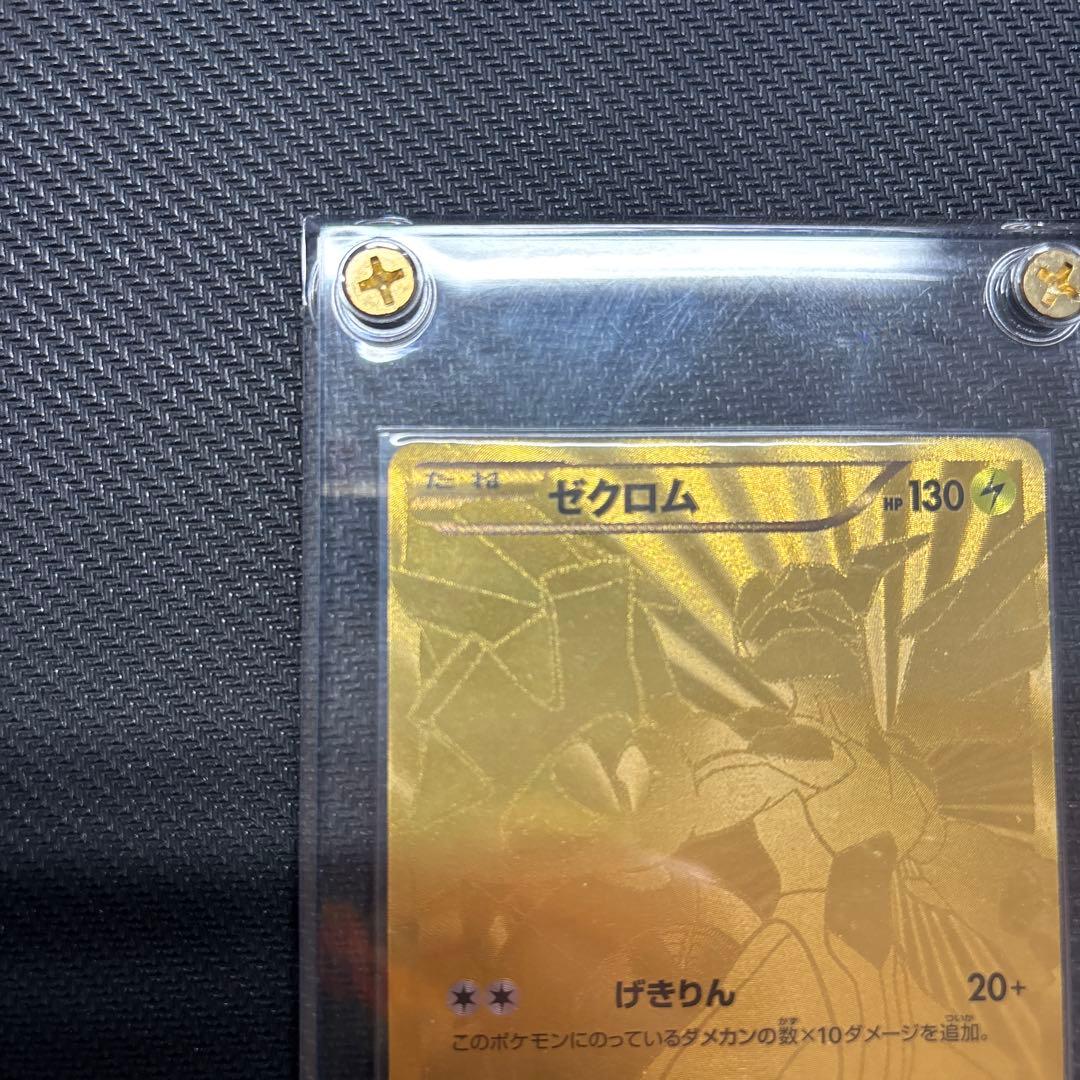 たね ゼクロム HP 130
げきりん 20+
このポケモンにのっているダメカンの数×10ダメージを追加。